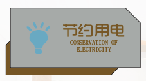 节约用电
CONSERVATION OF
ELECTRICITY